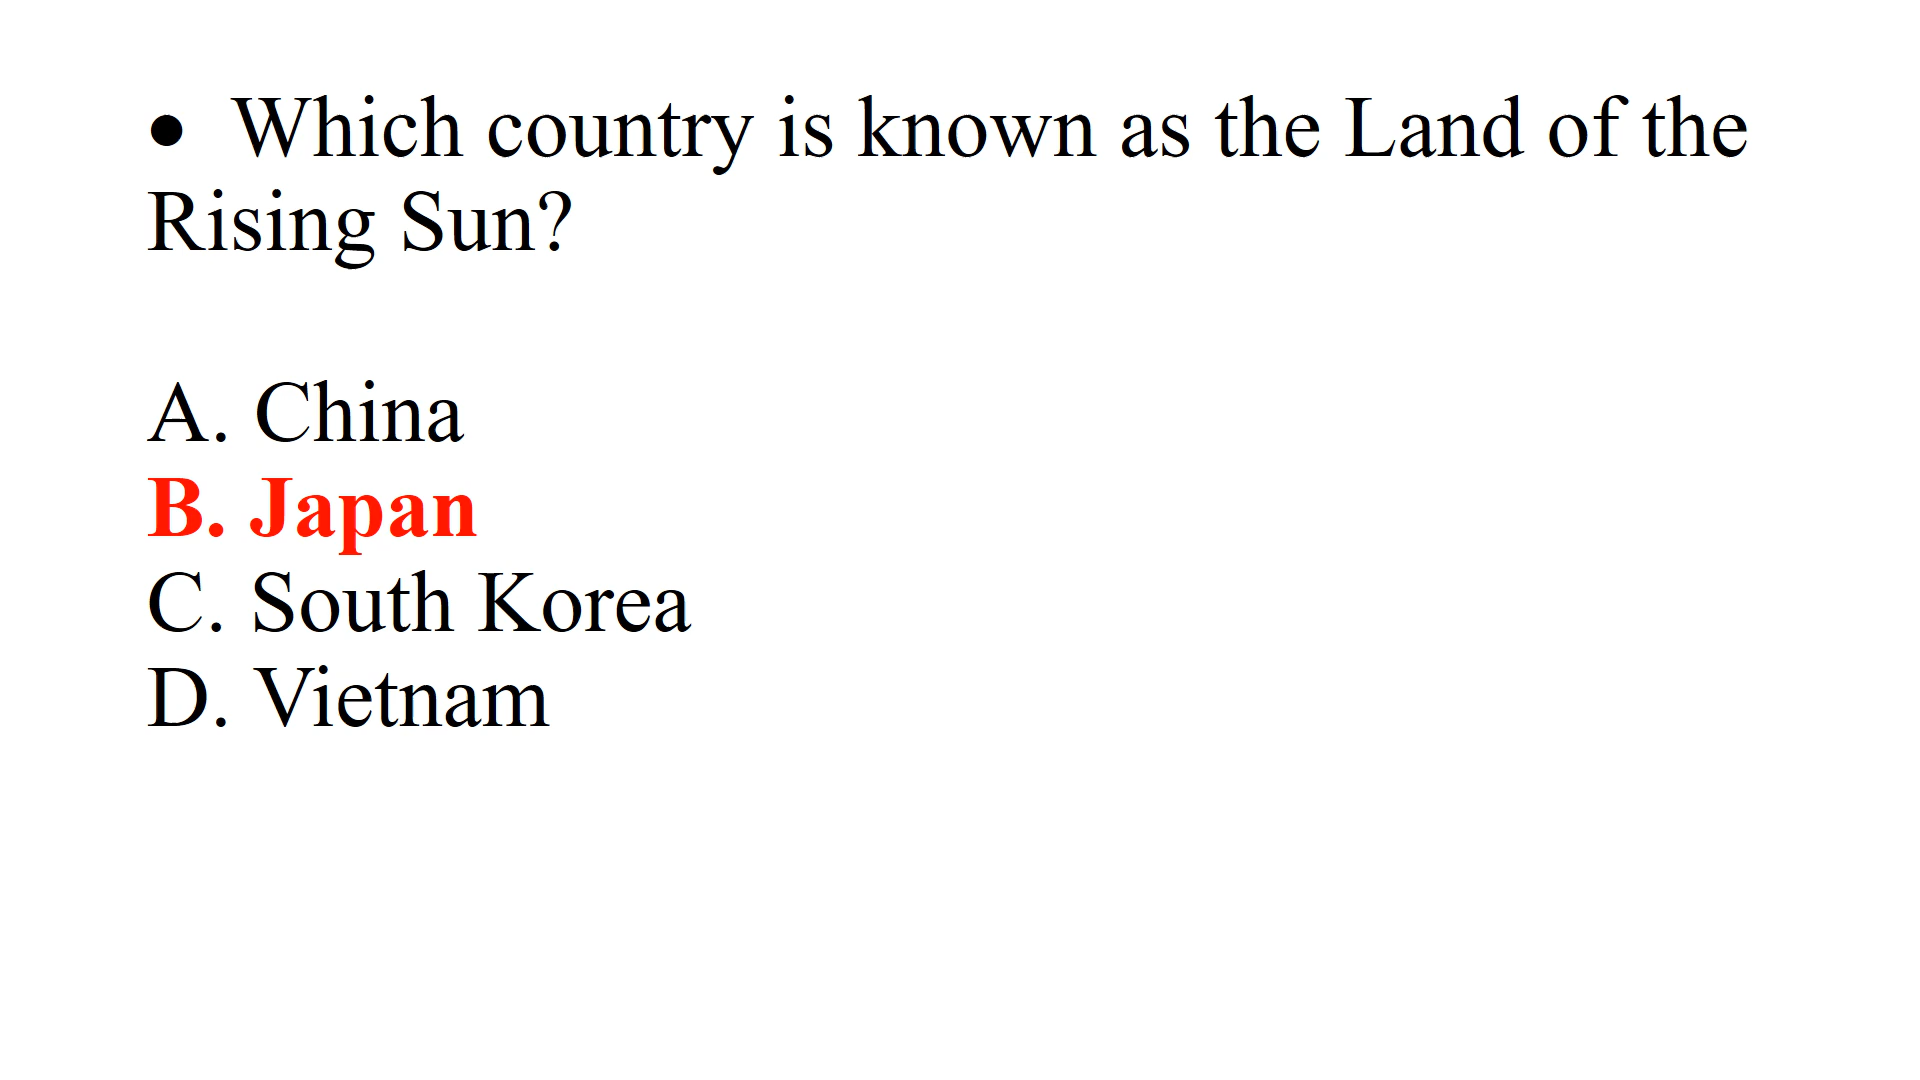 • Which country is known as the Land of the
Rising Sun?
A. China
B. Japan
C. South Korea
D. Vietnam